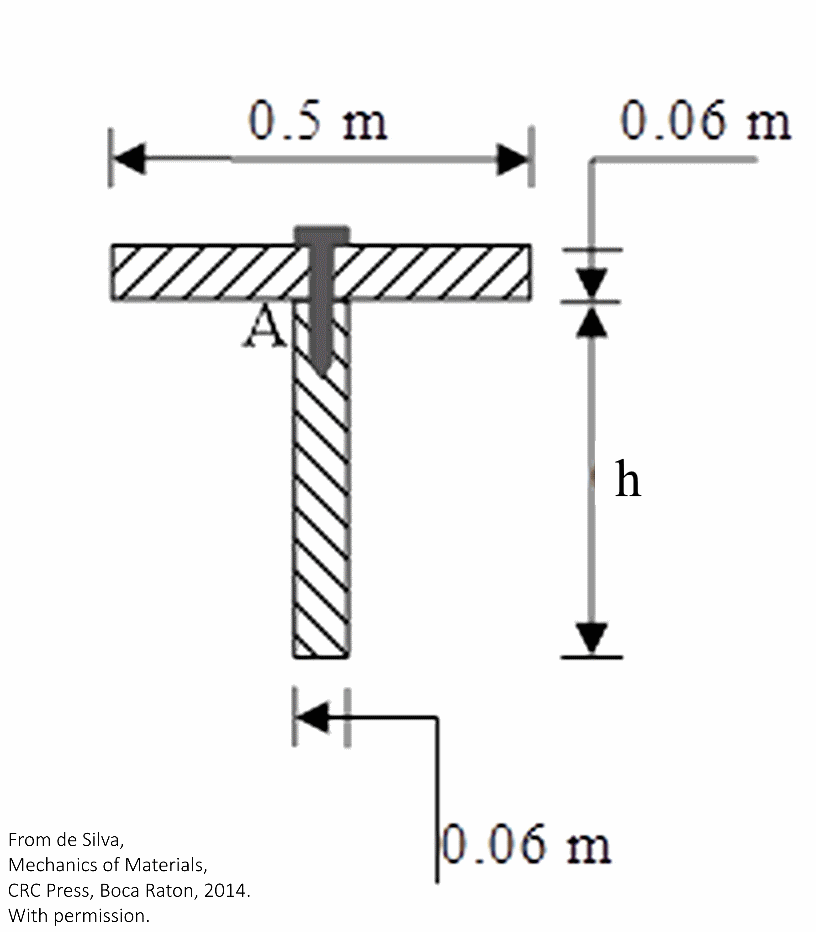 0.5 m
0.06 m
A
h
0.06 m
From de Silva,
Mechanics of Materials,
CRC Press, Boca Raton, 2014.
With permission.